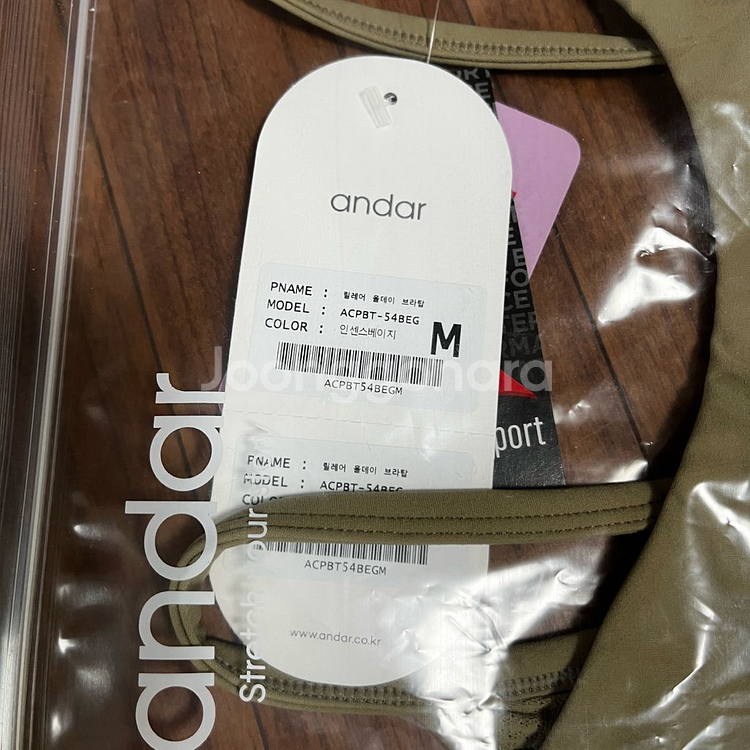 andar
PNAME : 릴레어 올데이 브라탑
MODEL : ACPBT-54BEG
COLOR : 인센스베이지
M
ACPBT54BEGM
Joonggonara
PNAME : 릴레어 올데이 브라탑
MODEL : ACPBT-54BEG
COLOR
ACPBT54BEGM
www.andar.co.kr
andar
Stretch your
port